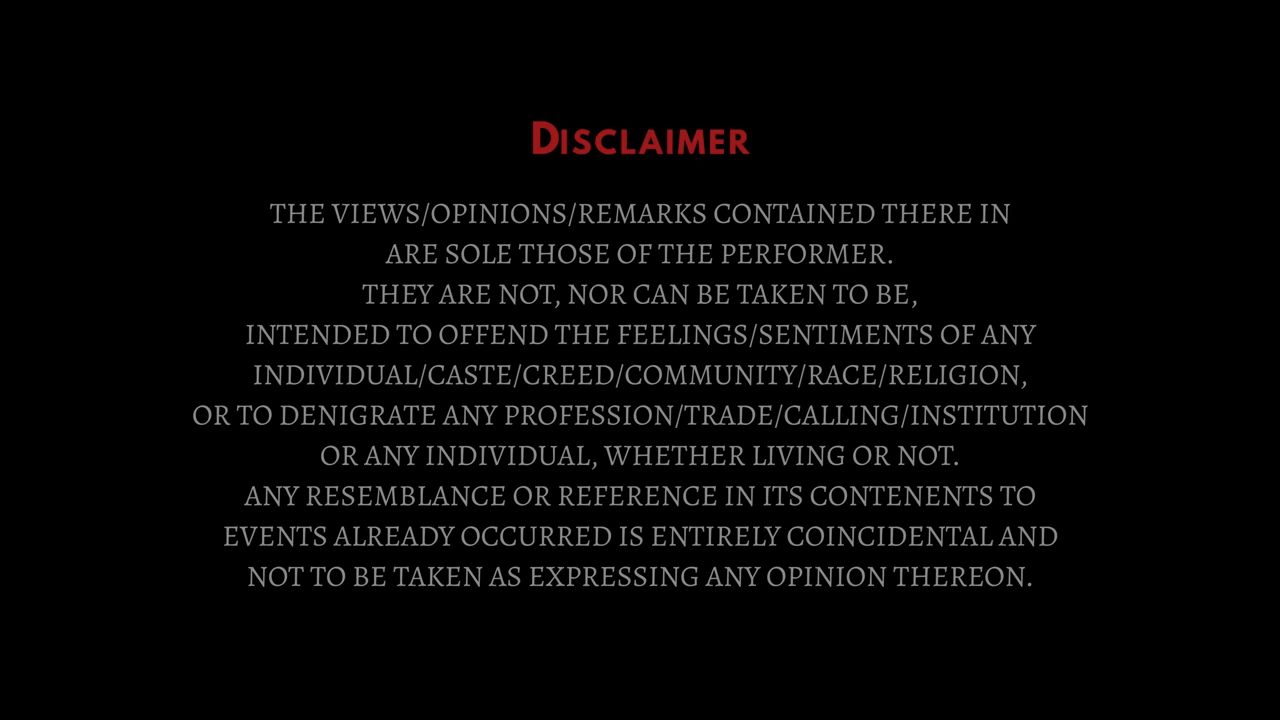 DISCLAIMER
THE VIEWS/OPINIONS/REMARKS CONTAINED THERE IN
ARE SOLE THOSE OF THE PERFORMER.
THEY ARE NOT, NOR CAN BE TAKEN TO BE,
INTENDED TO OFFEND THE FEELINGS/SENTIMENTS OF ANY
INDIVIDUAL/CASTE/CREED/COMMUNITY/RACE/RELIGION,
OR TO DENIGRATE ANY PROFESSION/TRADE/CALLING/INSTITUTION
OR ANY INDIVIDUAL, WHETHER LIVING OR NOT.
ANY RESEMBLANCE OR REFERENCE IN ITS CONTENENTS TO
EVENTS ALREADY OCCURRED IS ENTIRELY COINCIDENTAL AND
NOT TO BE TAKEN AS EXPRESSING ANY OPINION THEREON.